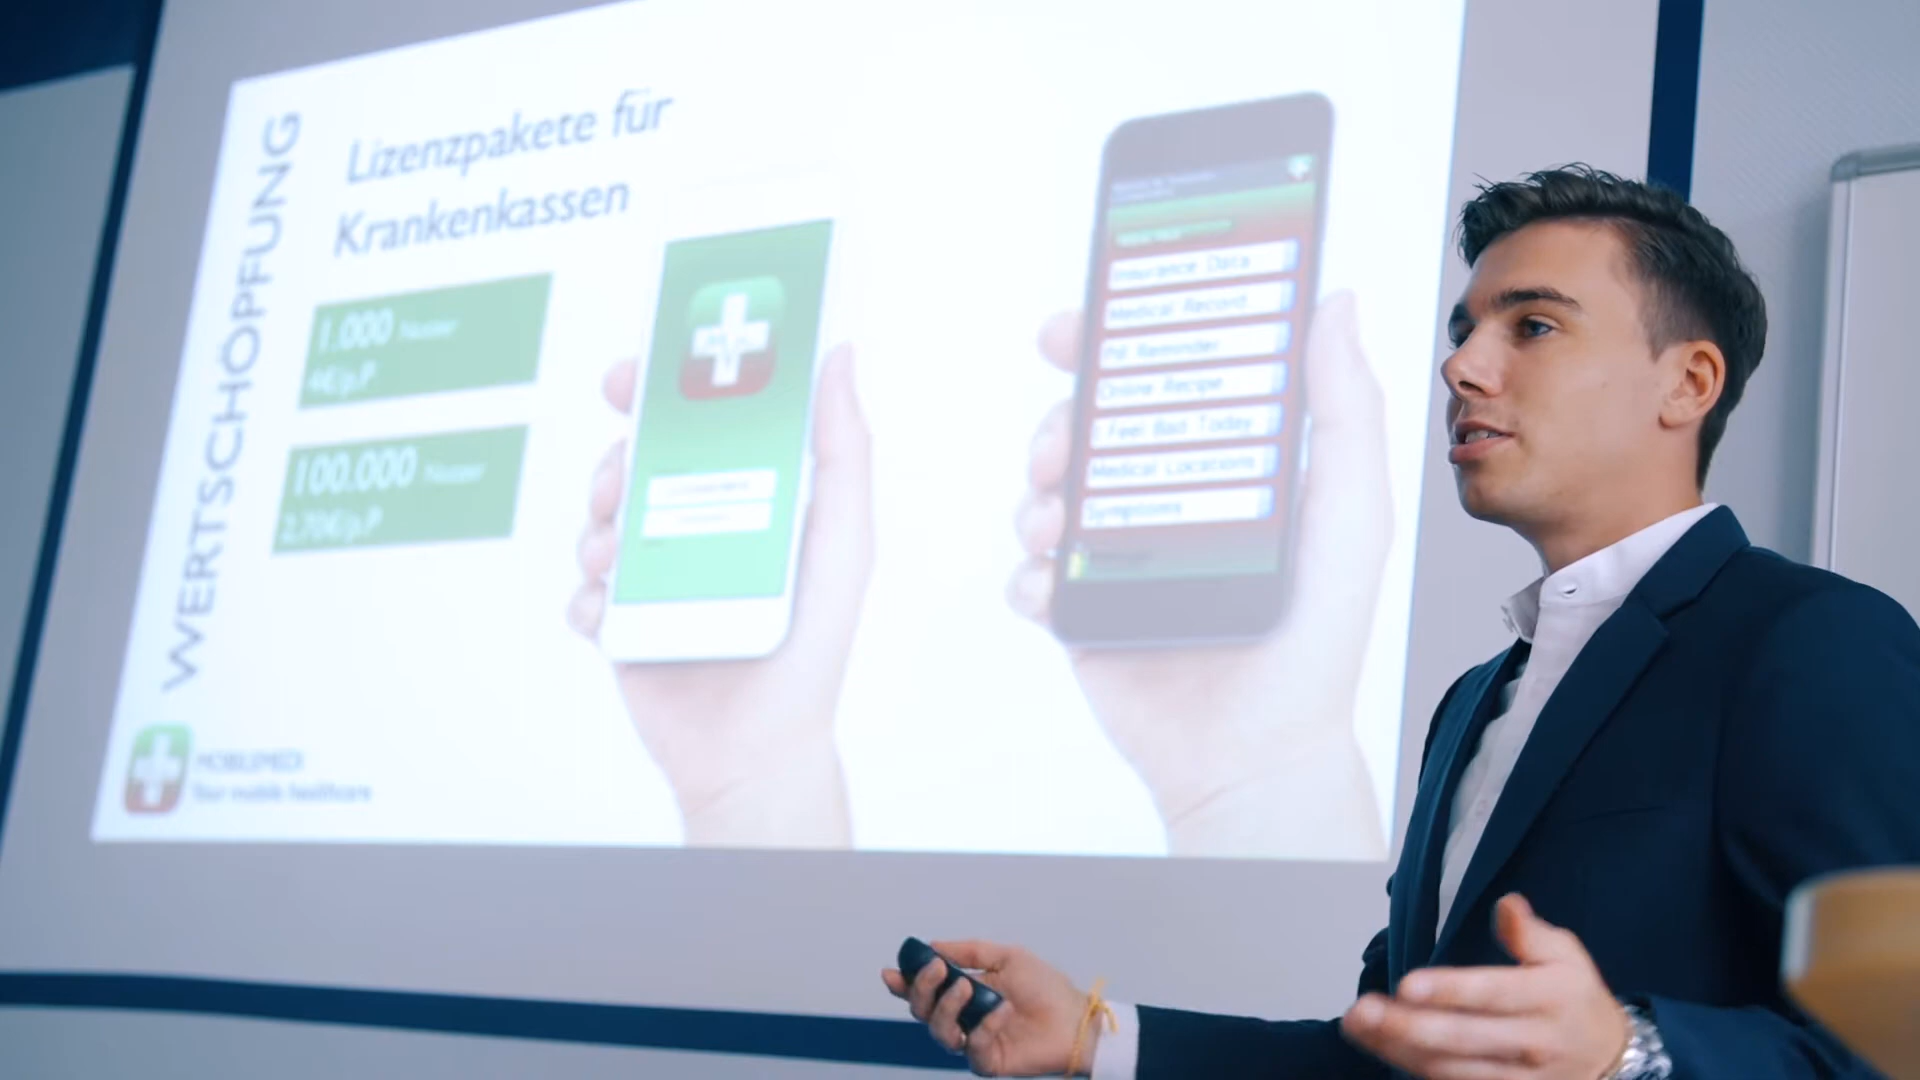 WERTSCHÖPFUNG
Lizenzpakete für
Krankenkassen
1.000 Nutzer
4€/p.P
100.000 Nutzer
2,70€/p.P
Insurance Data
Medical Record
Pill Reminder
Online Recipe
I Feel Bad Today
Medical Locations
Symptoms
MOBILEMEDI
Your mobile healthcare